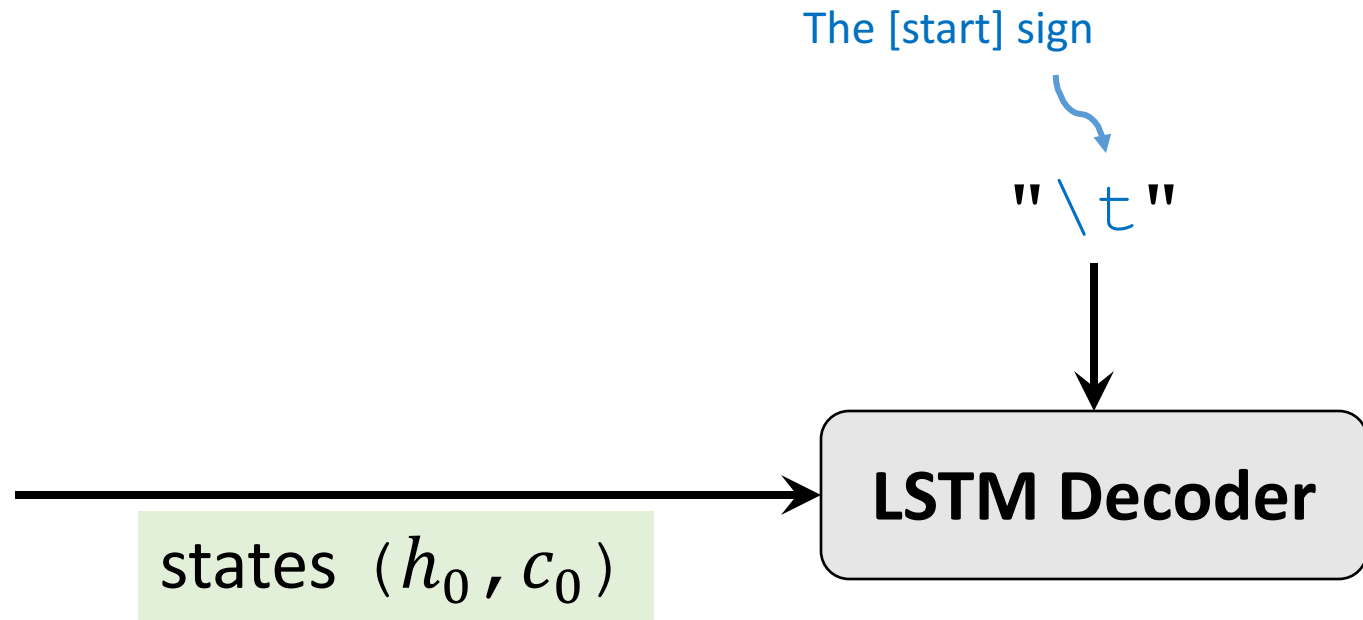 The [start] sign
"\t"
LSTM Decoder
states (h₀, c₀)